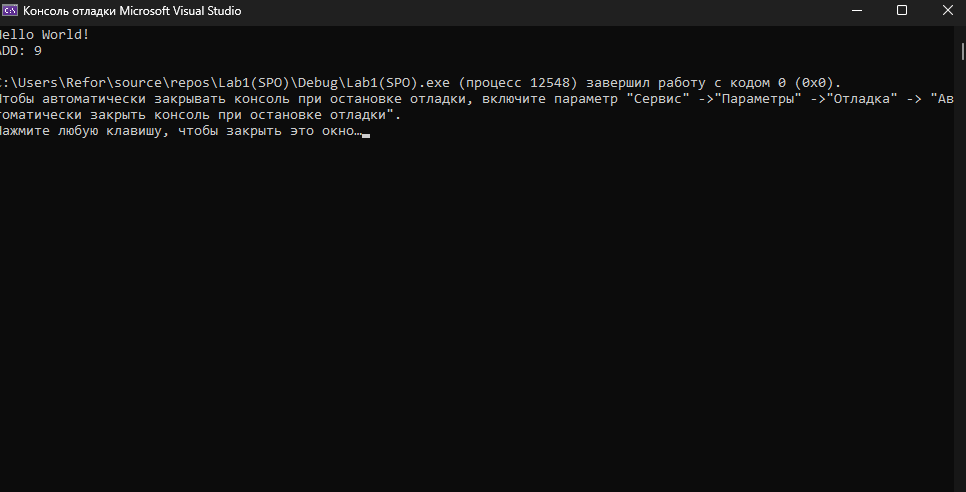 Консоль отладки Microsoft Visual Studio
Hello World!
ADD: 9
C:\Users\Refor\source\repos\Lab1(SPO)\Debug\Lab1(SPO).exe (процесс 12548) завершил работу с кодом 0 (0x0).
Чтобы автоматически закрывать консоль при остановке отладки, включите параметр "Сервис" ->"Параметры" ->"Отладка" -> "Ав
томатически закрыть консоль при остановке отладки".
Нажмите любую клавишу, чтобы закрыть это окно…